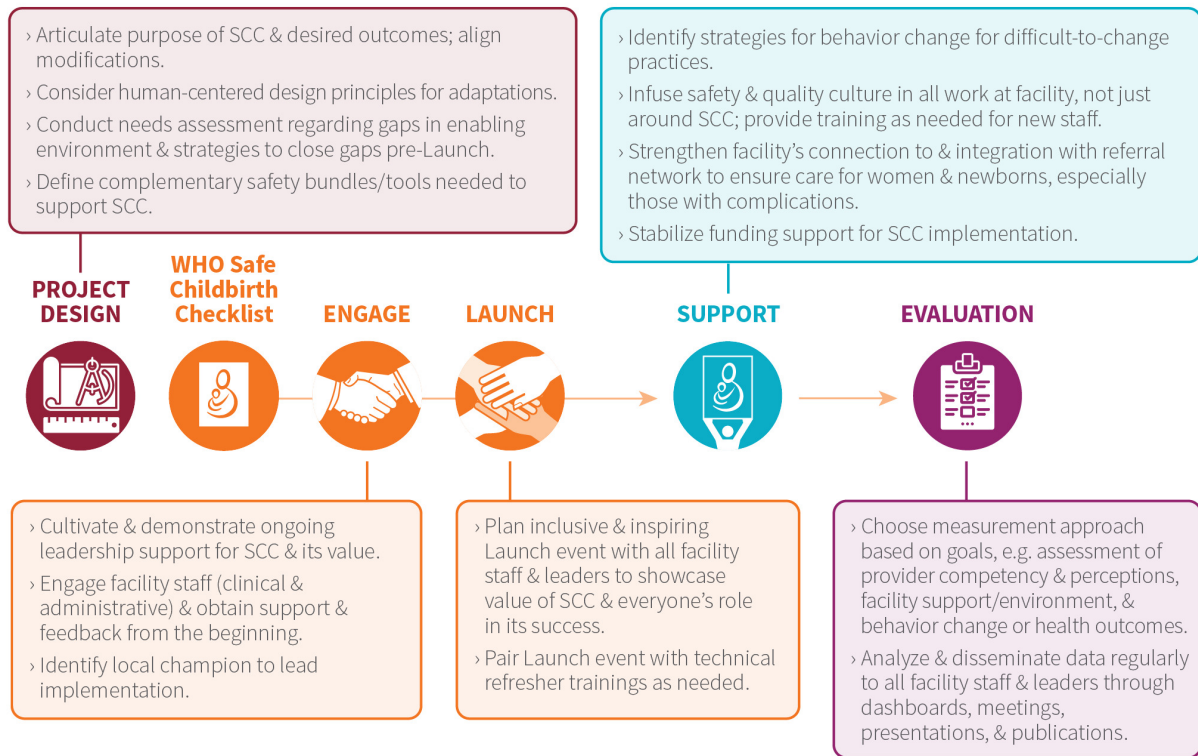 › Articulate purpose of SCC & desired outcomes; align
modifications.
› Consider human-centered design principles for adaptations.
› Conduct needs assessment regarding gaps in enabling
environment & strategies to close gaps pre-Launch.
› Define complementary safety bundles/tools needed to
support SCC.
› Identify strategies for behavior change for difficult-to-change
practices.
› Infuse safety & quality culture in all work at facility, not just
around SCC; provide training as needed for new staff.
› Strengthen facility’s connection to & integration with referral
network to ensure care for women & newborns, especially
those with complications.
› Stabilize funding support for SCC implementation.
PROJECT
DESIGN
WHO Safe
Childbirth
Checklist
ENGAGE
LAUNCH
SUPPORT
EVALUATION
› Cultivate & demonstrate ongoing
leadership support for SCC & its value.
› Engage facility staff (clinical &
administrative) & obtain support &
feedback from the beginning.
› Identify local champion to lead
implementation.
› Plan inclusive & inspiring
Launch event with all facility
staff & leaders to showcase
value of SCC & everyone’s role
in its success.
› Pair Launch event with technical
refresher trainings as needed.
› Choose measurement approach
based on goals, e.g. assessment of
provider competency & perceptions,
facility support/environment, &
behavior change or health outcomes.
› Analyze & disseminate data regularly
to all facility staff & leaders through
dashboards, meetings,
presentations, & publications.